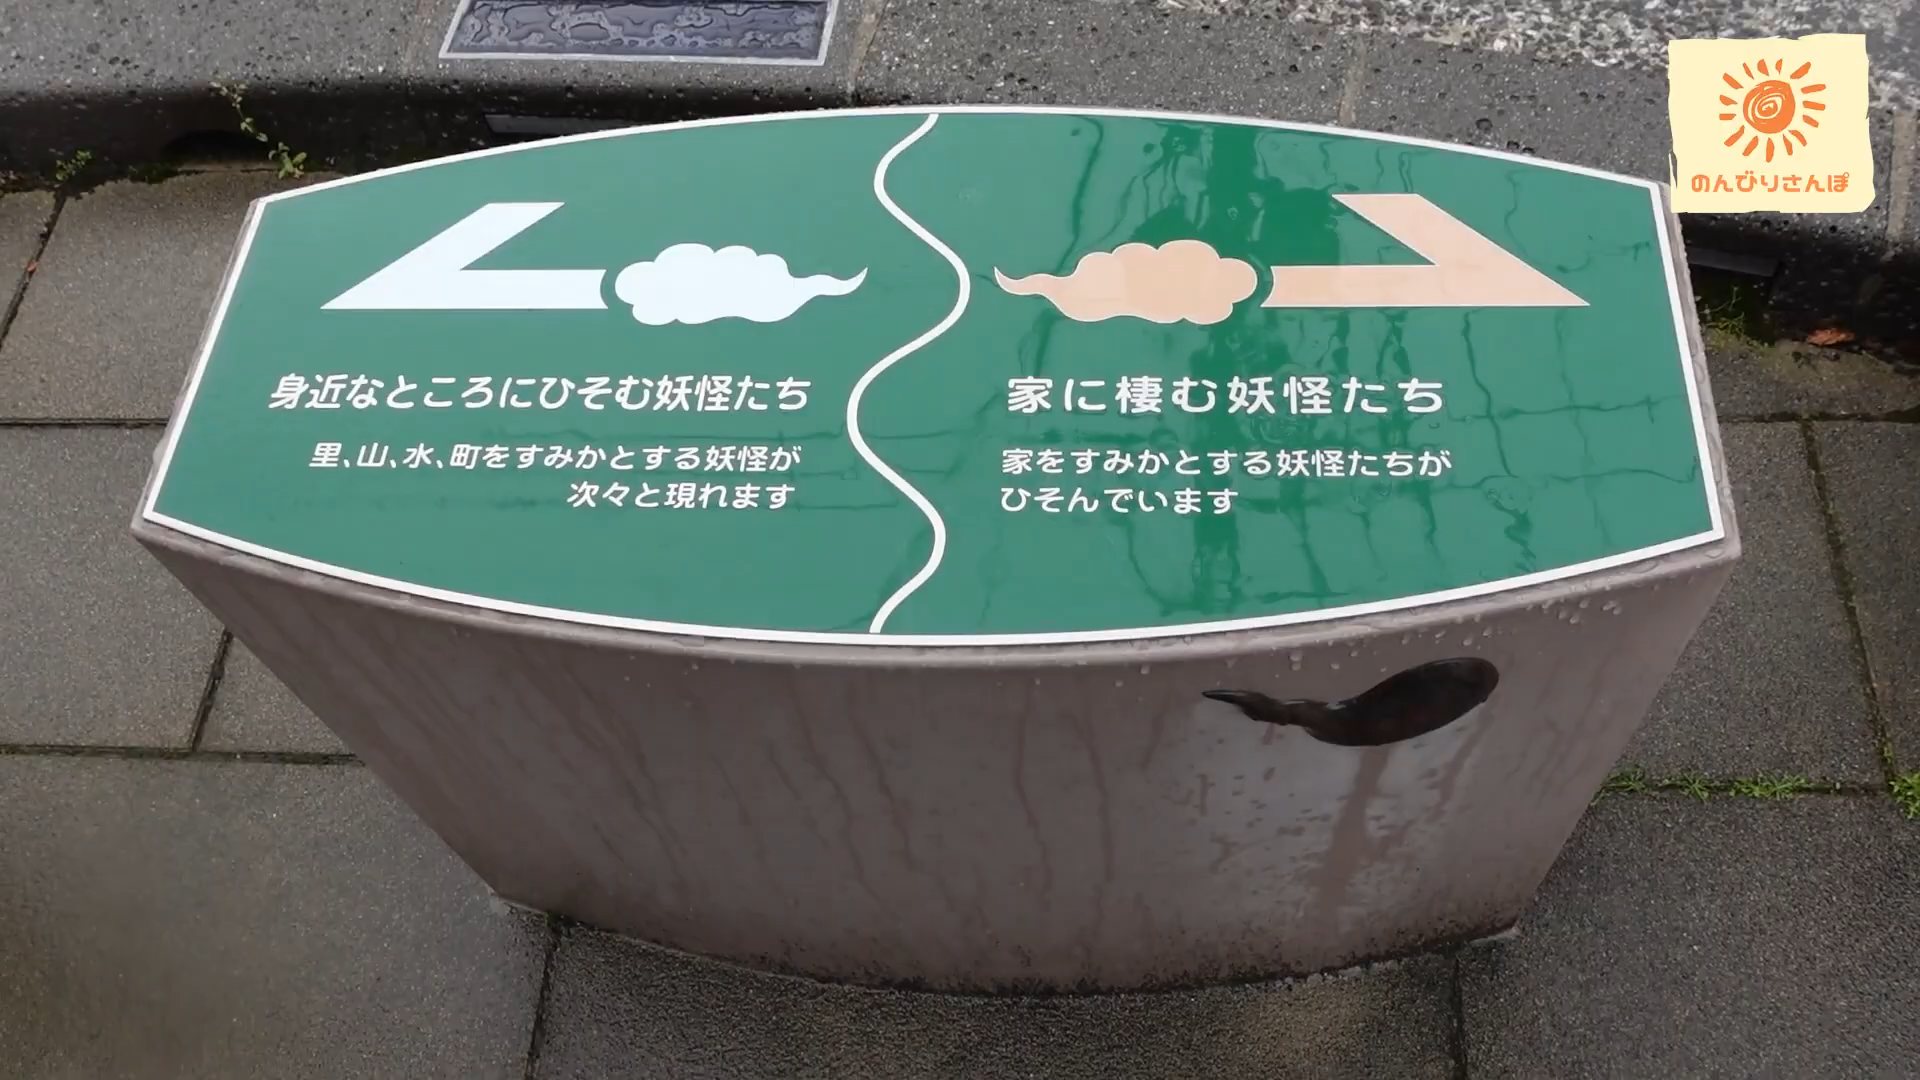 のんびりさんぽ
身近なところにひそむ妖怪たち
里、山、水、町をすみかとする妖怪が
次々と現れます
家に棲む妖怪たち
家をすみかとする妖怪たちが
ひそんでいます